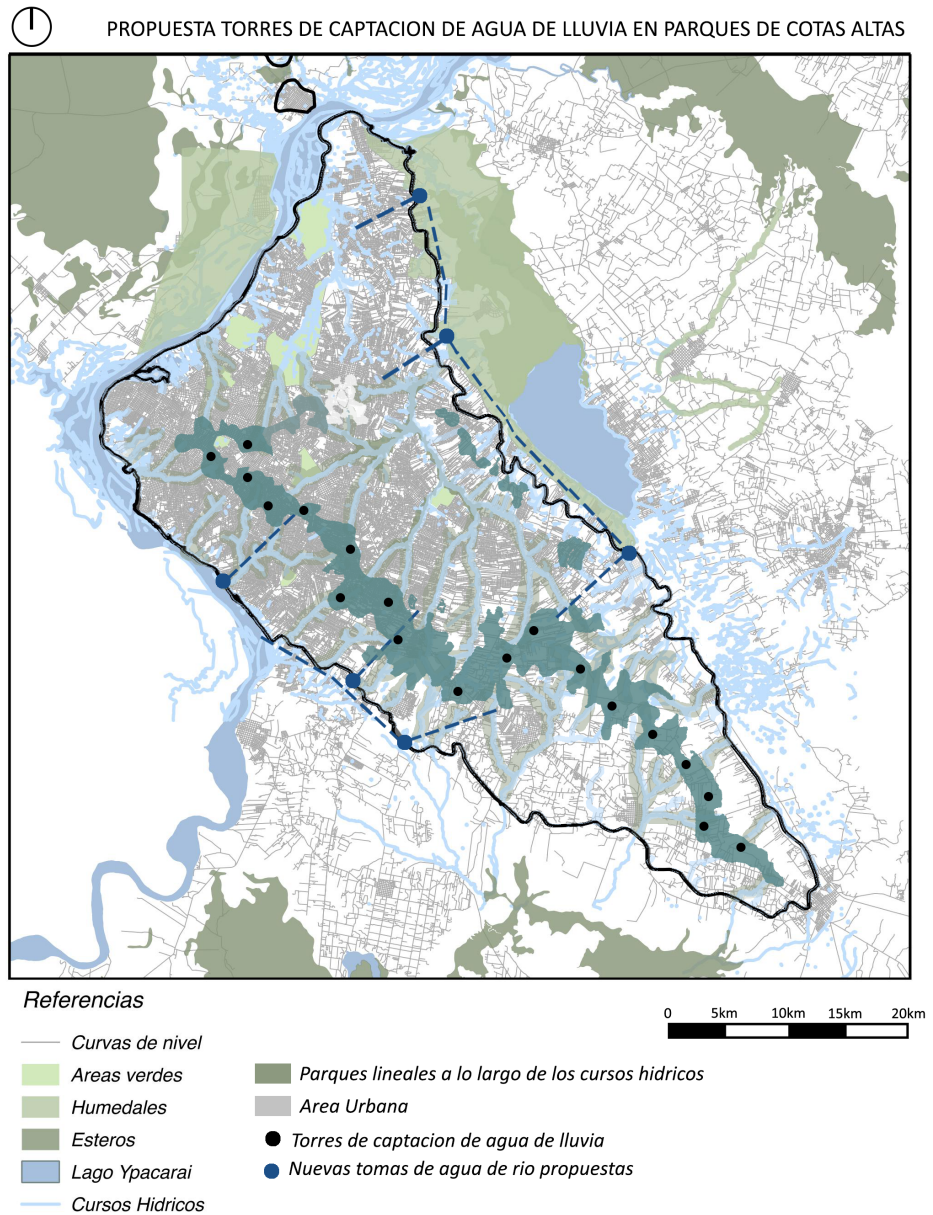 PROPUESTA TORRES DE CAPTACION DE AGUA DE LLUVIA EN PARQUES DE COTAS ALTAS
Referencias
Curvas de nivel
Areas verdes
Humedales
Esteros
Lago Ypacarai
Cursos Hidricos
Parques lineales a lo largo de los cursos hidricos
Area Urbana
Torres de captacion de agua de lluvia
Nuevas tomas de agua de rio propuestas
0 5km 10km 15km 20km